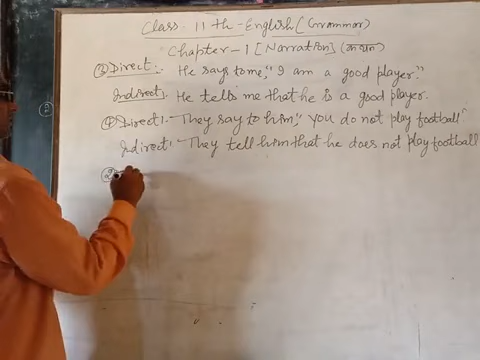 Class 11th-English (Grammar)
Chapter-1 [Narration] (कथन)
③ Direct:- He says to me, "I am a good player."
Indirect:- He tells me that he is a good player.
④ Direct:- They say to him, "You do not play football."
Indirect:- They tell him that he does not play football